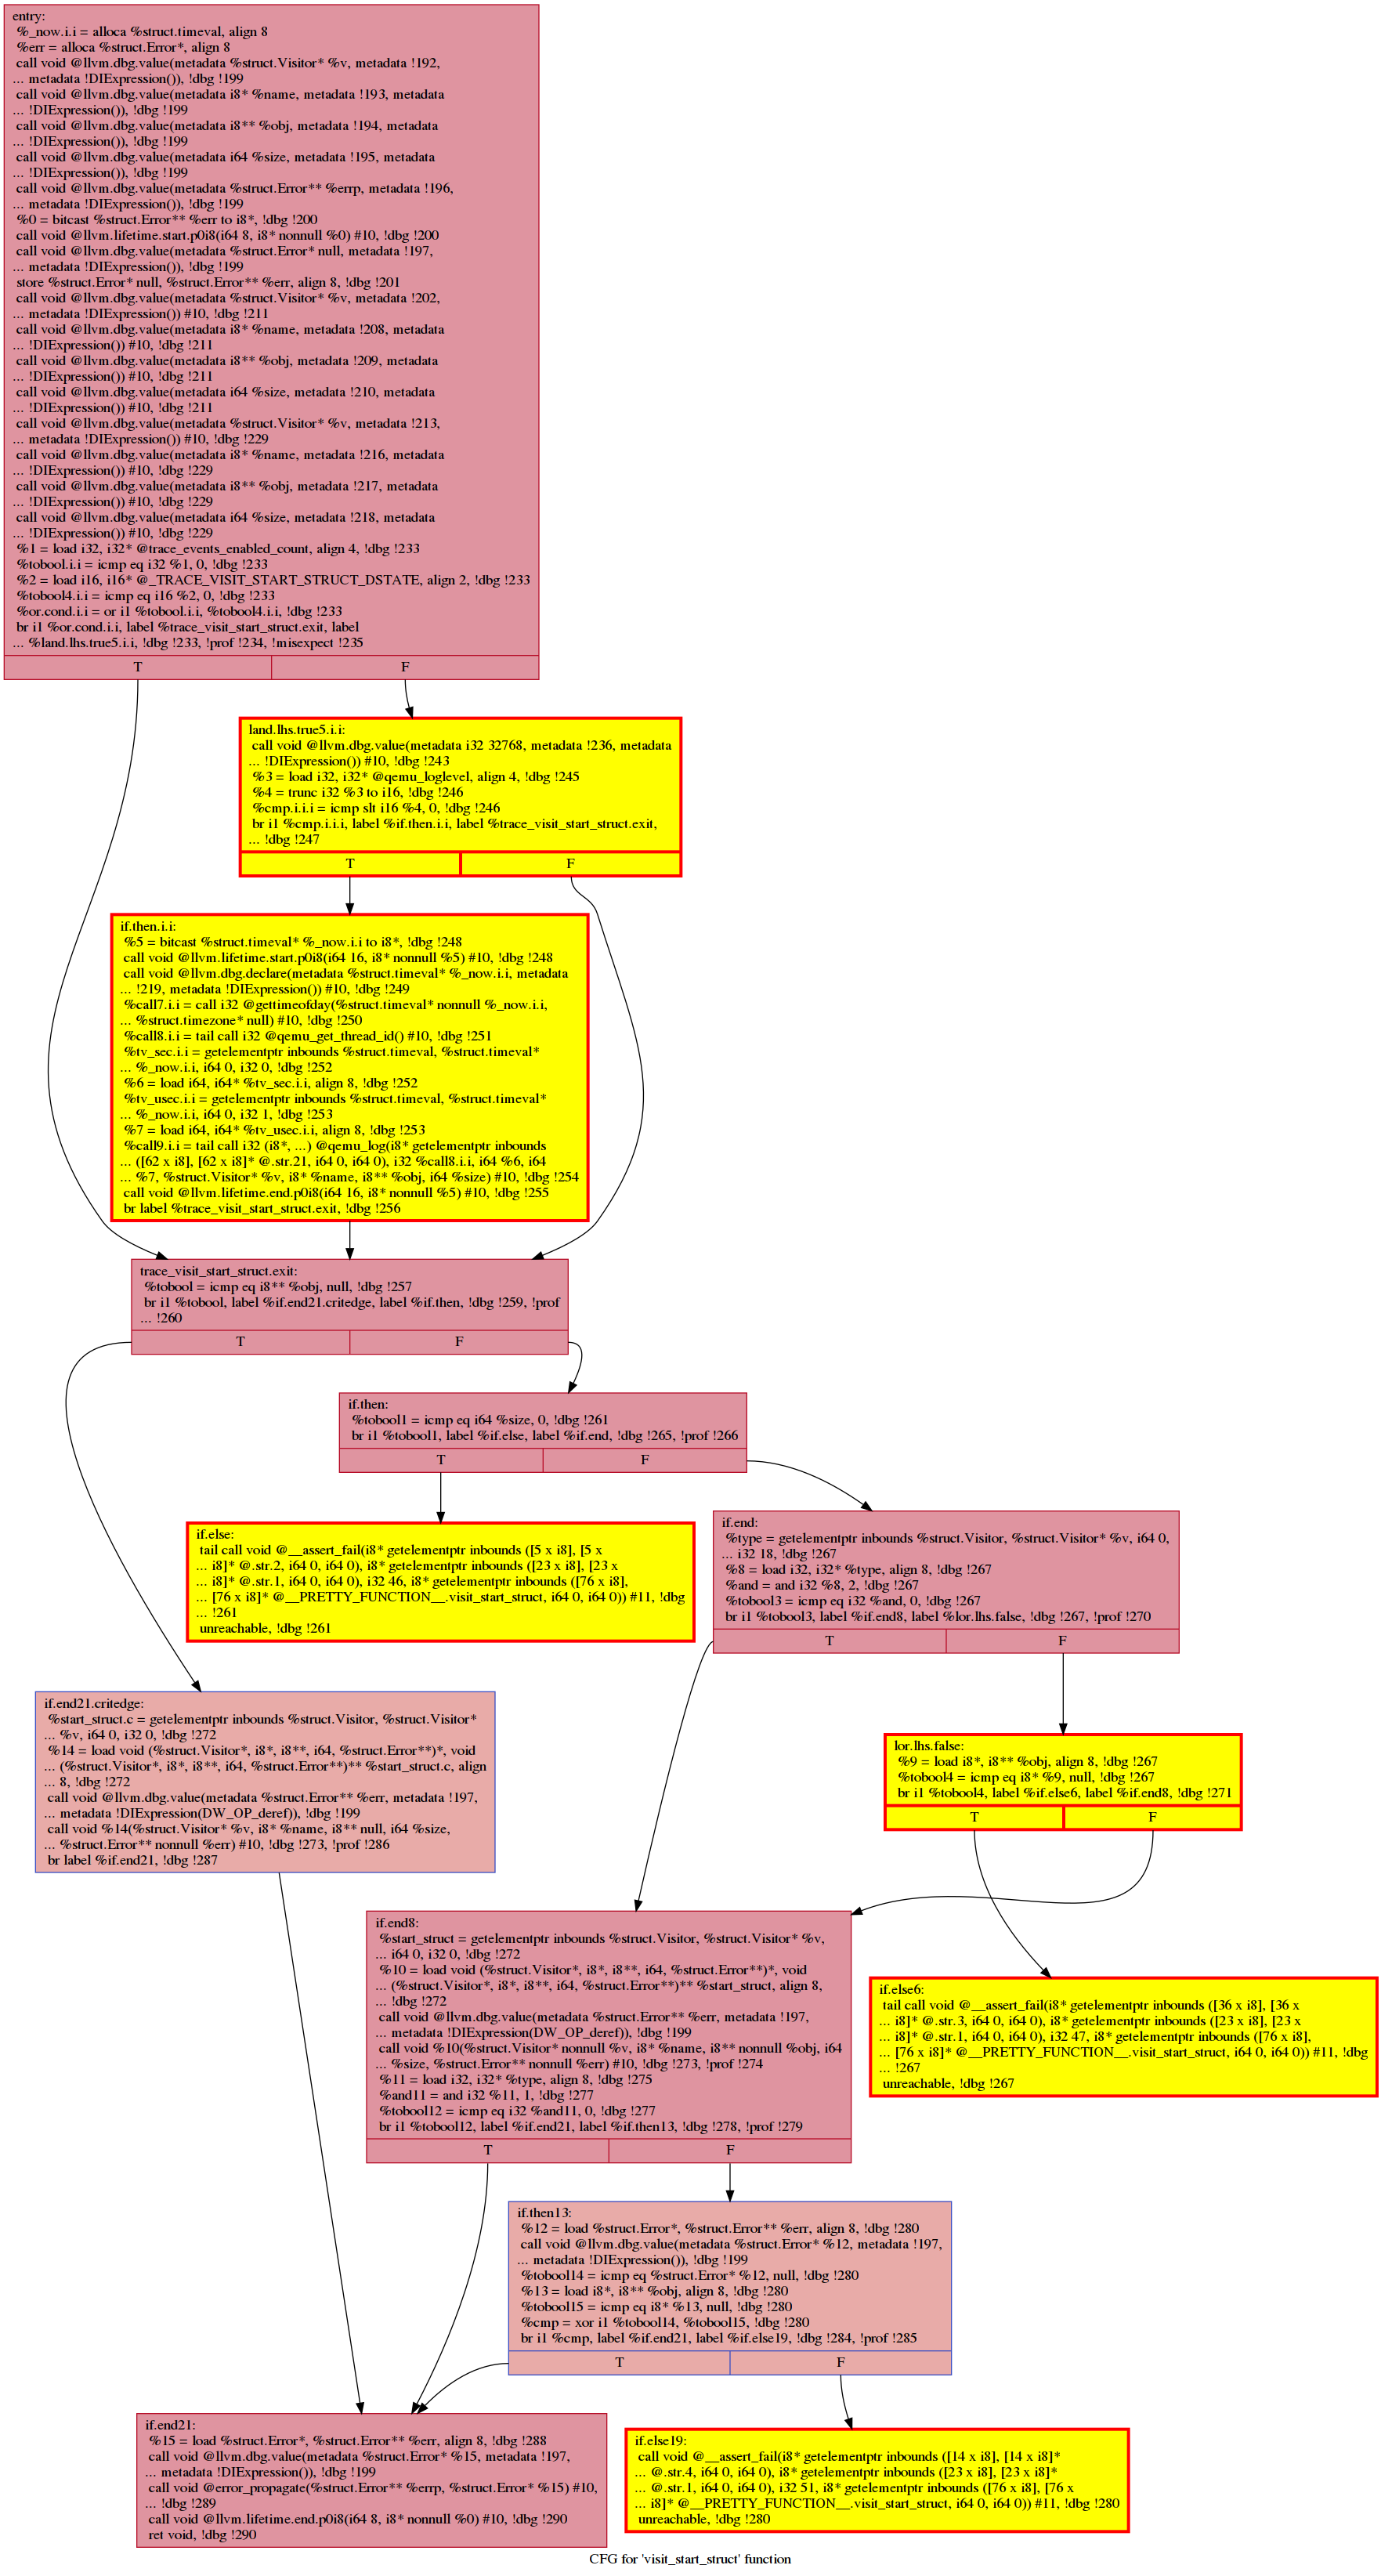 entry:
%_now.i.i = alloca %struct.timeval, align 8
%err = alloca %struct.Error*, align 8
call void @llvm.dbg.value(metadata %struct.Visitor* %v, metadata !192,
... metadata !DIExpression()), !dbg !199
call void @llvm.dbg.value(metadata i8* %name, metadata !193, metadata
... !DIExpression()), !dbg !199
call void @llvm.dbg.value(metadata i8** %obj, metadata !194, metadata
... !DIExpression()), !dbg !199
call void @llvm.dbg.value(metadata i64 %size, metadata !195, metadata
... !DIExpression()), !dbg !199
call void @llvm.dbg.value(metadata %struct.Error** %errp, metadata !196,
... metadata !DIExpression()), !dbg !199
%0 = bitcast %struct.Error** %err to i8*, !dbg !200
call void @llvm.lifetime.start.p0i8(i64 8, i8* nonnull %0) #10, !dbg !200
call void @llvm.dbg.value(metadata %struct.Error* null, metadata !197,
... metadata !DIExpression()), !dbg !199
store %struct.Error* null, %struct.Error** %err, align 8, !dbg !201
call void @llvm.dbg.value(metadata %struct.Visitor* %v, metadata !202,
... metadata !DIExpression()) #10, !dbg !211
call void @llvm.dbg.value(metadata i8* %name, metadata !208, metadata
... !DIExpression()) #10, !dbg !211
call void @llvm.dbg.value(metadata i8** %obj, metadata !209, metadata
... !DIExpression()) #10, !dbg !211
call void @llvm.dbg.value(metadata i64 %size, metadata !210, metadata
... !DIExpression()) #10, !dbg !211
call void @llvm.dbg.value(metadata %struct.Visitor* %v, metadata !213,
... metadata !DIExpression()) #10, !dbg !229
call void @llvm.dbg.value(metadata i8* %name, metadata !216, metadata
... !DIExpression()) #10, !dbg !229
call void @llvm.dbg.value(metadata i8** %obj, metadata !217, metadata
... !DIExpression()) #10, !dbg !229
call void @llvm.dbg.value(metadata i64 %size, metadata !218, metadata
... !DIExpression()) #10, !dbg !229
%1 = load i32, i32* @trace_events_enabled_count, align 4, !dbg !233
%tobool.i.i = icmp eq i32 %1, 0, !dbg !233
%2 = load i16, i16* @_TRACE_VISIT_START_STRUCT_DSTATE, align 2, !dbg !233
%tobool4.i.i = icmp eq i16 %2, 0, !dbg !233
%or.cond.i.i = or i1 %tobool.i.i, %tobool4.i.i, !dbg !233
br i1 %or.cond.i.i, label %trace_visit_start_struct.exit, label
... %land.lhs.true5.i.i, !dbg !233, !prof !234, !misexpect !235
T F
land.lhs.true5.i.i:
call void @llvm.dbg.value(metadata i32 32768, metadata !236, metadata
... !DIExpression()) #10, !dbg !243
%3 = load i32, i32* @qemu_loglevel, align 4, !dbg !245
%4 = trunc i32 %3 to i16, !dbg !246
%cmp.i.i.i = icmp slt i16 %4, 0, !dbg !246
br i1 %cmp.i.i.i, label %if.then.i.i, label %trace_visit_start_struct.exit,
... !dbg !247
T F
if.then.i.i:
%5 = bitcast %struct.timeval* %_now.i.i to i8*, !dbg !248
call void @llvm.lifetime.start.p0i8(i64 16, i8* nonnull %5) #10, !dbg !248
call void @llvm.dbg.declare(metadata %struct.timeval* %_now.i.i, metadata
... !219, metadata !DIExpression()) #10, !dbg !249
%call7.i.i = call i32 @gettimeofday(%struct.timeval* nonnull %_now.i.i,
... %struct.timezone* null) #10, !dbg !250
%call8.i.i = tail call i32 @qemu_get_thread_id() #10, !dbg !251
%tv_sec.i.i = getelementptr inbounds %struct.timeval, %struct.timeval*
... %_now.i.i, i64 0, i32 0, !dbg !252
%6 = load i64, i64* %tv_sec.i.i, align 8, !dbg !252
%tv_usec.i.i = getelementptr inbounds %struct.timeval, %struct.timeval*
... %_now.i.i, i64 0, i32 1, !dbg !253
%7 = load i64, i64* %tv_usec.i.i, align 8, !dbg !253
%call9.i.i = tail call i32 (i8*, ...) @qemu_log(i8* getelementptr inbounds
... ([62 x i8], [62 x i8]* @.str.21, i64 0, i64 0), i32 %call8.i.i, i64 %6, i64
... %7, %struct.Visitor* %v, i8* %name, i8** %obj, i64 %size) #10, !dbg !254
call void @llvm.lifetime.end.p0i8(i64 16, i8* nonnull %5) #10, !dbg !255
br label %trace_visit_start_struct.exit, !dbg !256
trace_visit_start_struct.exit:
%tobool = icmp eq i8** %obj, null, !dbg !257
br i1 %tobool, label %if.end21.critedge, label %if.then, !dbg !259, !prof
... !260
T F
if.then:
%tobool1 = icmp eq i64 %size, 0, !dbg !261
br i1 %tobool1, label %if.else, label %if.end, !dbg !265, !prof !266
T F
if.else:
tail call void @__assert_fail(i8* getelementptr inbounds ([5 x i8], [5 x
... i8]* @.str.2, i64 0, i64 0), i8* getelementptr inbounds ([23 x i8], [23 x
... i8]* @.str.1, i64 0, i64 0), i32 46, i8* getelementptr inbounds ([76 x i8],
... [76 x i8]* @__PRETTY_FUNCTION__.visit_start_struct, i64 0, i64 0)) #11, !dbg
... !261
unreachable, !dbg !261
if.end:
%type = getelementptr inbounds %struct.Visitor, %struct.Visitor* %v, i64 0,
... i32 18, !dbg !267
%8 = load i32, i32* %type, align 8, !dbg !267
%and = and i32 %8, 2, !dbg !267
%tobool3 = icmp eq i32 %and, 0, !dbg !267
br i1 %tobool3, label %if.end8, label %lor.lhs.false, !dbg !267, !prof !270
T F
if.end21.critedge:
%start_struct.c = getelementptr inbounds %struct.Visitor, %struct.Visitor*
... %v, i64 0, i32 0, !dbg !272
%14 = load void (%struct.Visitor*, i8*, i8**, i64, %struct.Error**)*, void
... (%struct.Visitor*, i8*, i8**, i64, %struct.Error**)** %start_struct.c, align
... 8, !dbg !272
call void @llvm.dbg.value(metadata %struct.Error** %err, metadata !197,
... metadata !DIExpression(DW_OP_deref)), !dbg !199
call void %14(%struct.Visitor* %v, i8* %name, i8** null, i64 %size,
... %struct.Error** nonnull %err) #10, !dbg !273, !prof !286
br label %if.end21, !dbg !287
lor.lhs.false:
%9 = load i8*, i8** %obj, align 8, !dbg !267
%tobool4 = icmp eq i8* %9, null, !dbg !267
br i1 %tobool4, label %if.else6, label %if.end8, !dbg !271
T F
if.end8:
%start_struct = getelementptr inbounds %struct.Visitor, %struct.Visitor* %v,
... i64 0, i32 0, !dbg !272
%10 = load void (%struct.Visitor*, i8*, i8**, i64, %struct.Error**)*, void
... (%struct.Visitor*, i8*, i8**, i64, %struct.Error**)** %start_struct, align 8,
... !dbg !272
call void @llvm.dbg.value(metadata %struct.Error** %err, metadata !197,
... metadata !DIExpression(DW_OP_deref)), !dbg !199
call void %10(%struct.Visitor* nonnull %v, i8* %name, i8** nonnull %obj, i64
... %size, %struct.Error** nonnull %err) #10, !dbg !273, !prof !274
%11 = load i32, i32* %type, align 8, !dbg !275
%and11 = and i32 %11, 1, !dbg !277
%tobool12 = icmp eq i32 %and11, 0, !dbg !277
br i1 %tobool12, label %if.end21, label %if.then13, !dbg !278, !prof !279
T F
if.else6:
tail call void @__assert_fail(i8* getelementptr inbounds ([36 x i8], [36 x
... i8]* @.str.3, i64 0, i64 0), i8* getelementptr inbounds ([23 x i8], [23 x
... i8]* @.str.1, i64 0, i64 0), i32 47, i8* getelementptr inbounds ([76 x i8],
... [76 x i8]* @__PRETTY_FUNCTION__.visit_start_struct, i64 0, i64 0)) #11, !dbg
... !267
unreachable, !dbg !267
if.then13:
%12 = load %struct.Error*, %struct.Error** %err, align 8, !dbg !280
call void @llvm.dbg.value(metadata %struct.Error* %12, metadata !197,
... metadata !DIExpression()), !dbg !199
%tobool14 = icmp eq %struct.Error* %12, null, !dbg !280
%13 = load i8*, i8** %obj, align 8, !dbg !280
%tobool15 = icmp eq i8* %13, null, !dbg !280
%cmp = xor i1 %tobool14, %tobool15, !dbg !280
br i1 %cmp, label %if.end21, label %if.else19, !dbg !284, !prof !285
T F
if.end21:
%15 = load %struct.Error*, %struct.Error** %err, align 8, !dbg !288
call void @llvm.dbg.value(metadata %struct.Error* %15, metadata !197,
... metadata !DIExpression()), !dbg !199
call void @error_propagate(%struct.Error** %errp, %struct.Error* %15) #10,
... !dbg !289
call void @llvm.lifetime.end.p0i8(i64 8, i8* nonnull %0) #10, !dbg !290
ret void, !dbg !290
if.else19:
call void @__assert_fail(i8* getelementptr inbounds ([14 x i8], [14 x i8]*
... @.str.4, i64 0, i64 0), i8* getelementptr inbounds ([23 x i8], [23 x i8]*
... @.str.1, i64 0, i64 0), i32 51, i8* getelementptr inbounds ([76 x i8], [76 x
... i8]* @__PRETTY_FUNCTION__.visit_start_struct, i64 0, i64 0)) #11, !dbg !280
unreachable, !dbg !280
CFG for 'visit_start_struct' function